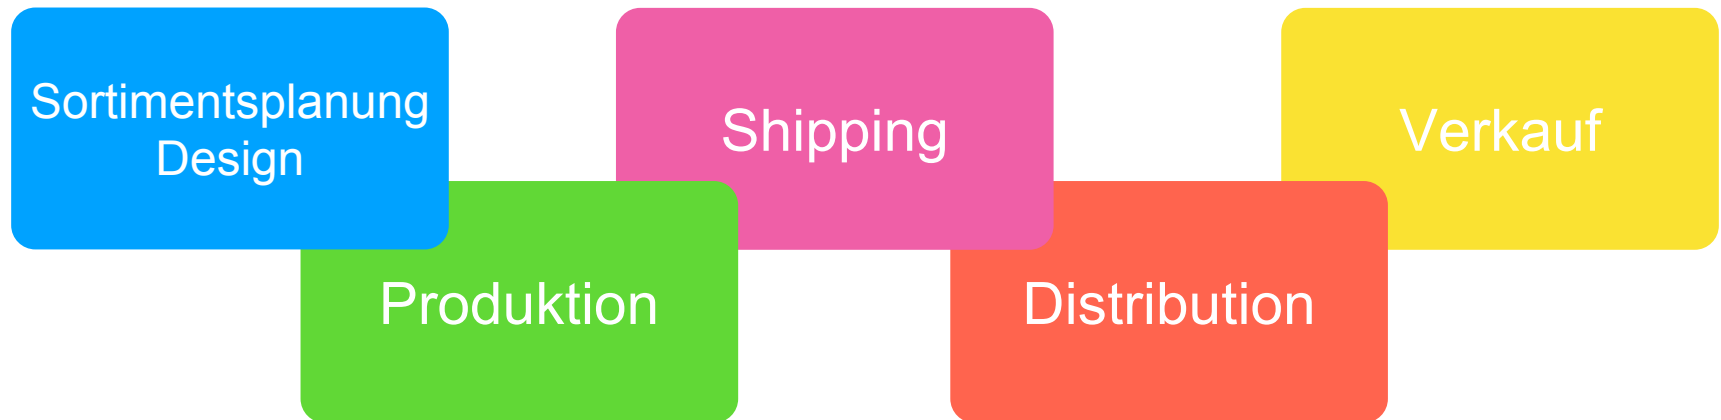 Sortimentsplanung
Design
Produktion
Shipping
Distribution
Verkauf